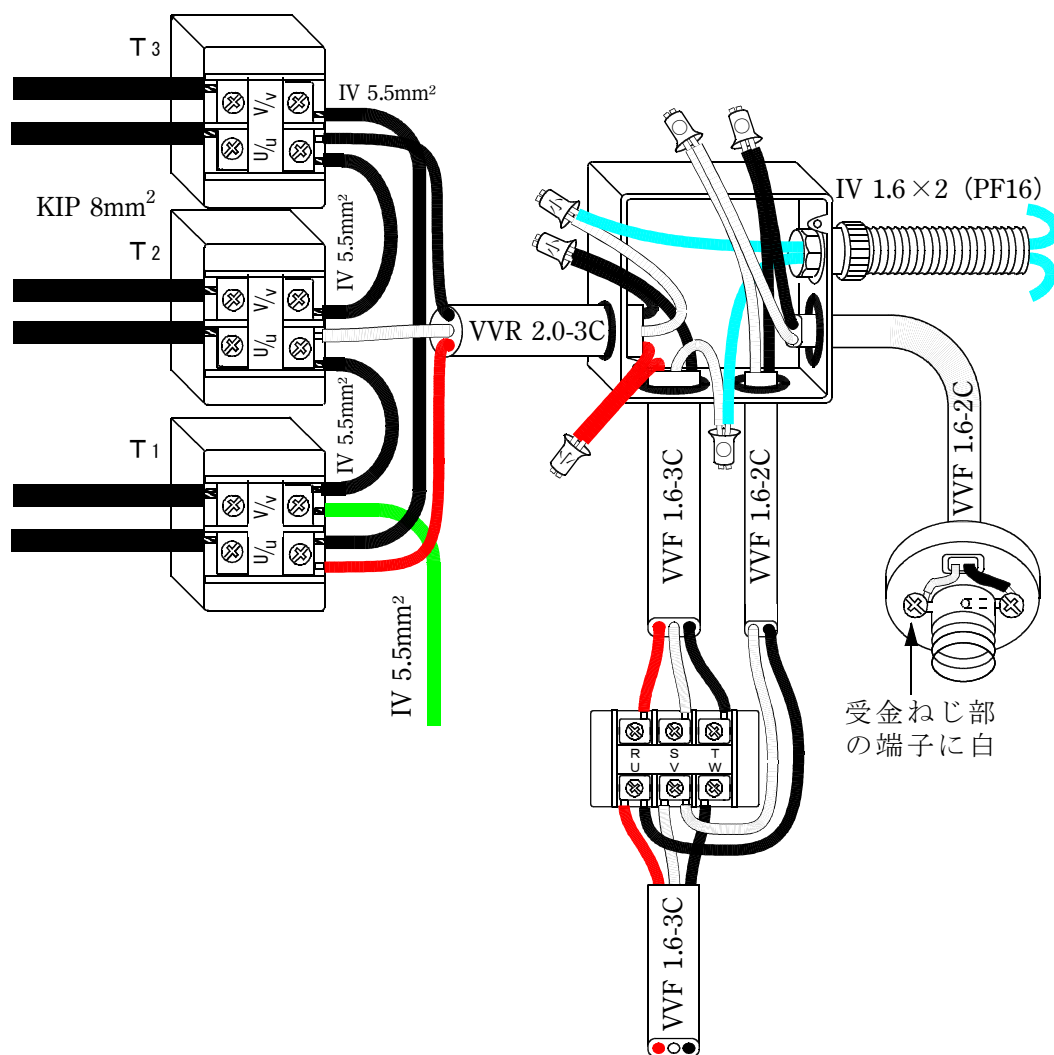 T3
IV 5.5mm²
V/v
U/u
KIP 8mm²
IV 5.5mm²
IV 1.6×2 (PF16)
T2
V/v
U/u
VVR 2.0-3C
IV 5.5mm²
T1
V/v
U/u
VVF 1.6-3C
VVF 1.6-2C
VVF 1.6-2C
IV 5.5mm²
受金ねじ部
の端子に白
R S T
U V W
VVF 1.6-3C